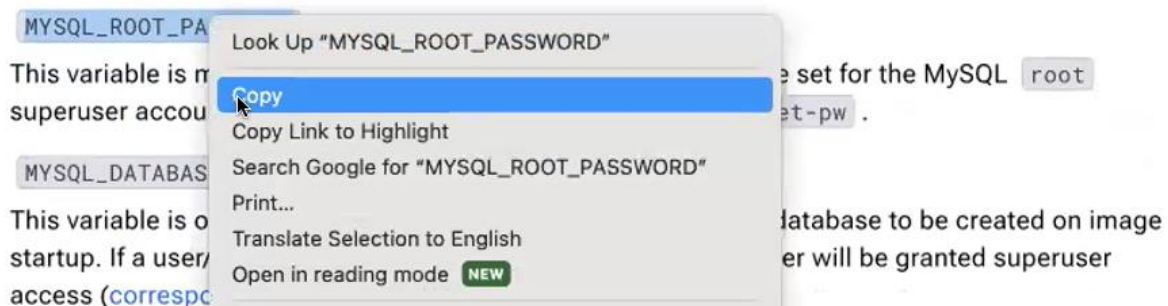 MYSQL_ROOT_PA
Look Up “MYSQL_ROOT_PASSWORD”
This variable is set for the MySQL root
Copy
superuser et-pw .
Copy Link to Highlight
Search Google for “MYSQL_ROOT_PASSWORD”
MYSQL_DATABAS
Print...
This variable is database to be created on image
Translate Selection to English
startup. If a user/ er will be granted superuser
Open in reading mode NEW
access (